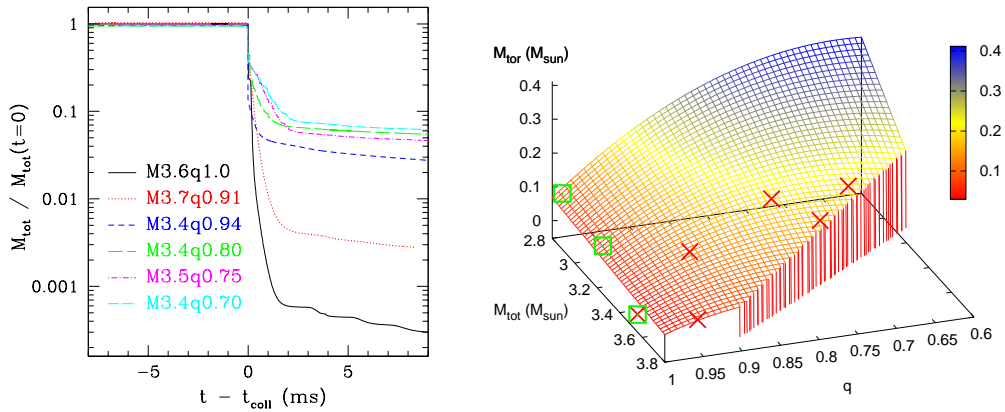 M_tot / M_tot(t=0)
1
0.1
0.01
0.001
M3.6q1.0
M3.7q0.91
M3.4q0.94
M3.4q0.80
M3.5q0.75
M3.4q0.70
-5
0
5
t - t_coll (ms)
M_tor (M_sun)
0.4
0.3
0.2
0.1
0
2.8
3
3.2
3.4
3.6
3.8
M_tot (M_sun)
1
0.95
0.9
0.85
0.8
0.75
0.7
0.65
0.6
q
0.4
0.3
0.2
0.1